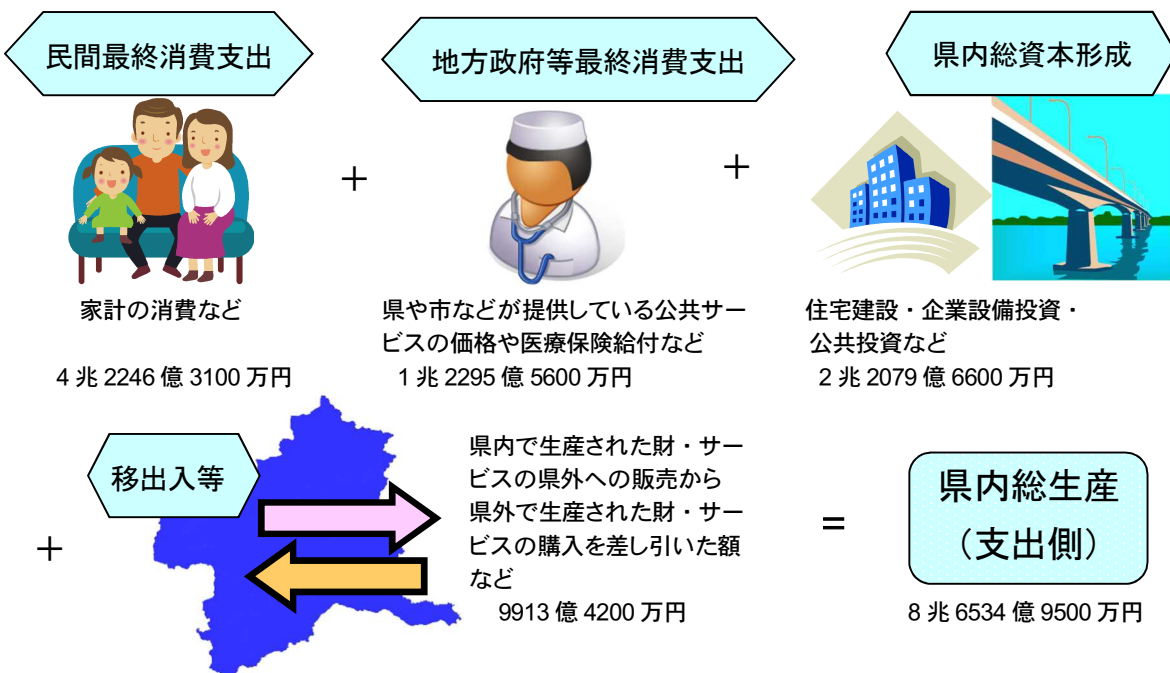 民間最終消費支出
地方政府等最終消費支出
県内総資本形成
+
+
家計の消費など
県や市などが提供している公共サー
ビスの価格や医療保険給付など
住宅建設・企業設備投資・
公共投資など
4 兆 2246 億 3100 万円
1 兆 2295 億 5600 万円
2 兆 2079 億 6600 万円
+
移出入等
県内で生産された財・サー
ビスの県外への販売から
県外で生産された財・サー
ビスの購入を差し引いた額
など
9913 億 4200 万円
=
県内総生産
（支出側）
8 兆 6534 億 9500 万円